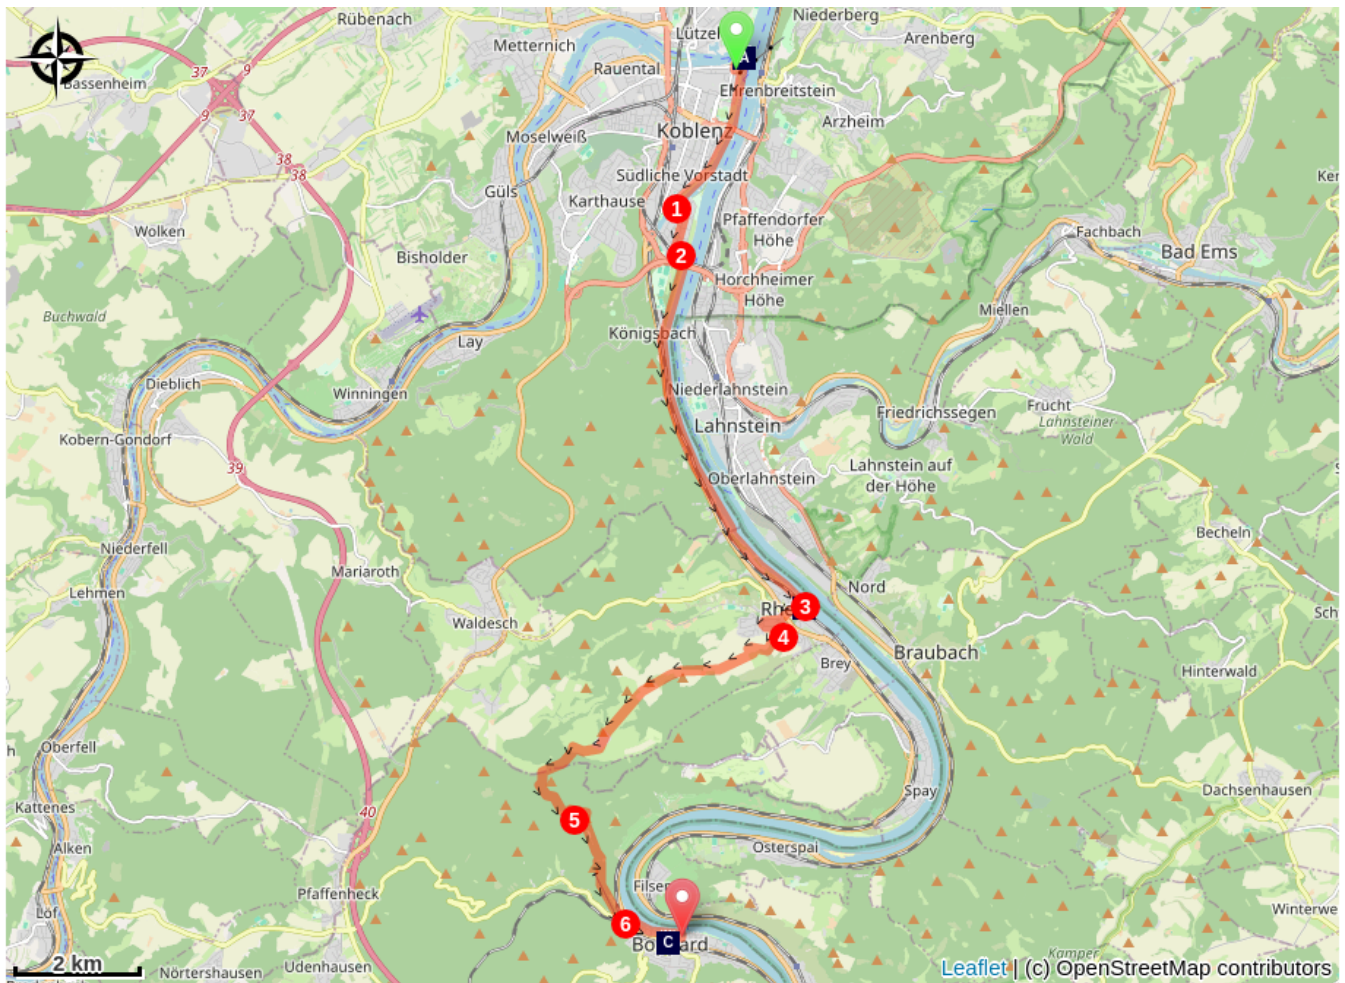 Rübenach
Niederberg
Metternich
Arenberg
Rauental
A
37
9
Bassenheim
Ehrenbreitstein
9
37
Arzheim
Koblenz
Moselweiß
38
38
Südliche Vorstadt
Güls
Karthause
1
Pfaffendorfer
Höhe
Wolken
Fachbach
2
Bad Ems
Bisholder
Horchheimer
Höhe
Miellen
Buchwald
Königsbach
Lay
Dieblich
Winningen
Niederlahnstein
Friedrichssegen
Frücht
Lahnsteiner
Wald
Lahnstein
Kobern-Gondorf
39
Lahnstein auf
der Höhe
Oberlahnstein
Becheln
Niederfell
Mariaroth
Nord
Lehmen
3
Waldesch
4
Braubach
Brey
Hinterwald
Oberfell
Spay
Dachsenhausen
Kattenes
40
5
Alken
Osterspai
Pfaffenheck
Löf
6
C
2 km
Nörtershausen
Udenhausen
Kamper
Leaflet | (c) OpenStreetMap contributors